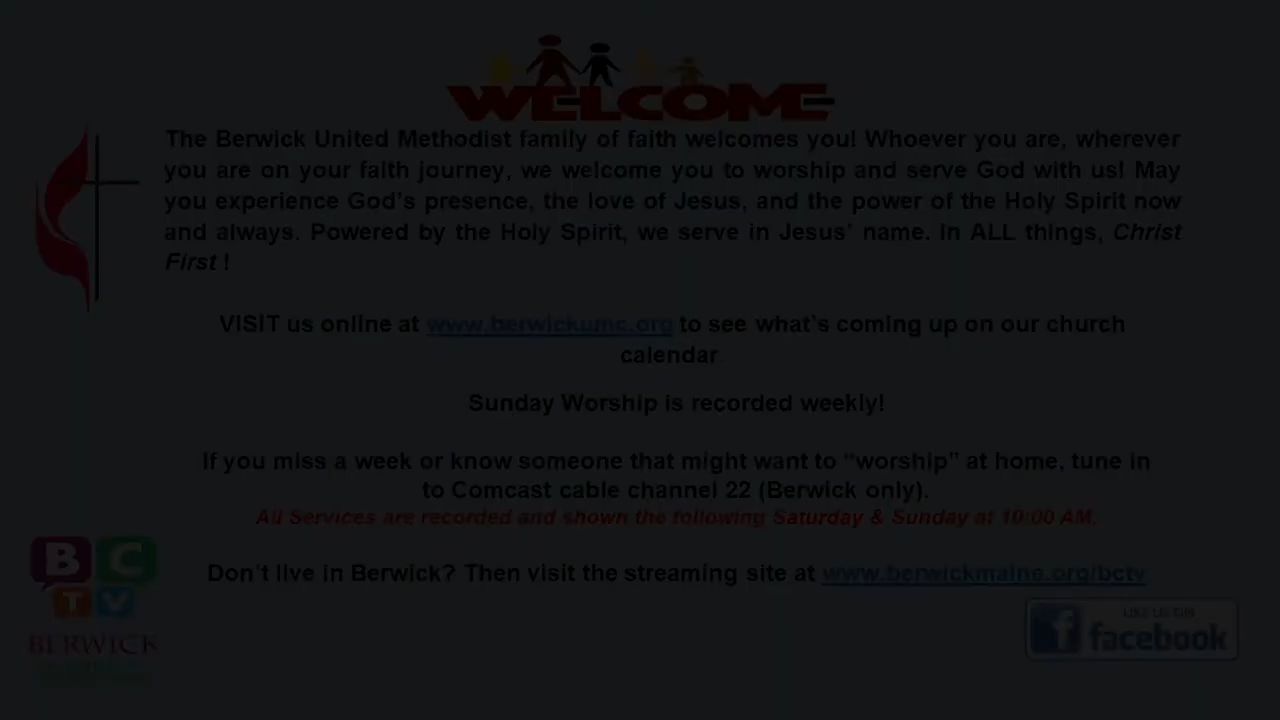 WELCOME
The Berwick United Methodist family of faith welcomes you! Whoever you are, wherever
you are on your faith journey, we welcome you to worship and serve God with us! May
you experience God’s presence, the love of Jesus, and the power of the Holy Spirit now
and always. Powered by the Holy Spirit, we serve in Jesus’ name. In ALL things, Christ
First !
VISIT us online at www.berwickumc.org to see what’s coming up on our church
calendar.
Sunday Worship is recorded weekly!
If you miss a week or know someone that might want to “worship” at home, tune in
to Comcast cable channel 22 (Berwick only).
All Services are recorded and shown the following Saturday & Sunday at 10:00 AM.
Don’t live in Berwick? Then visit the streaming site at www.berwickmaine.org/bctv
B C
T V
BERWICK
LIKE US ON
facebook